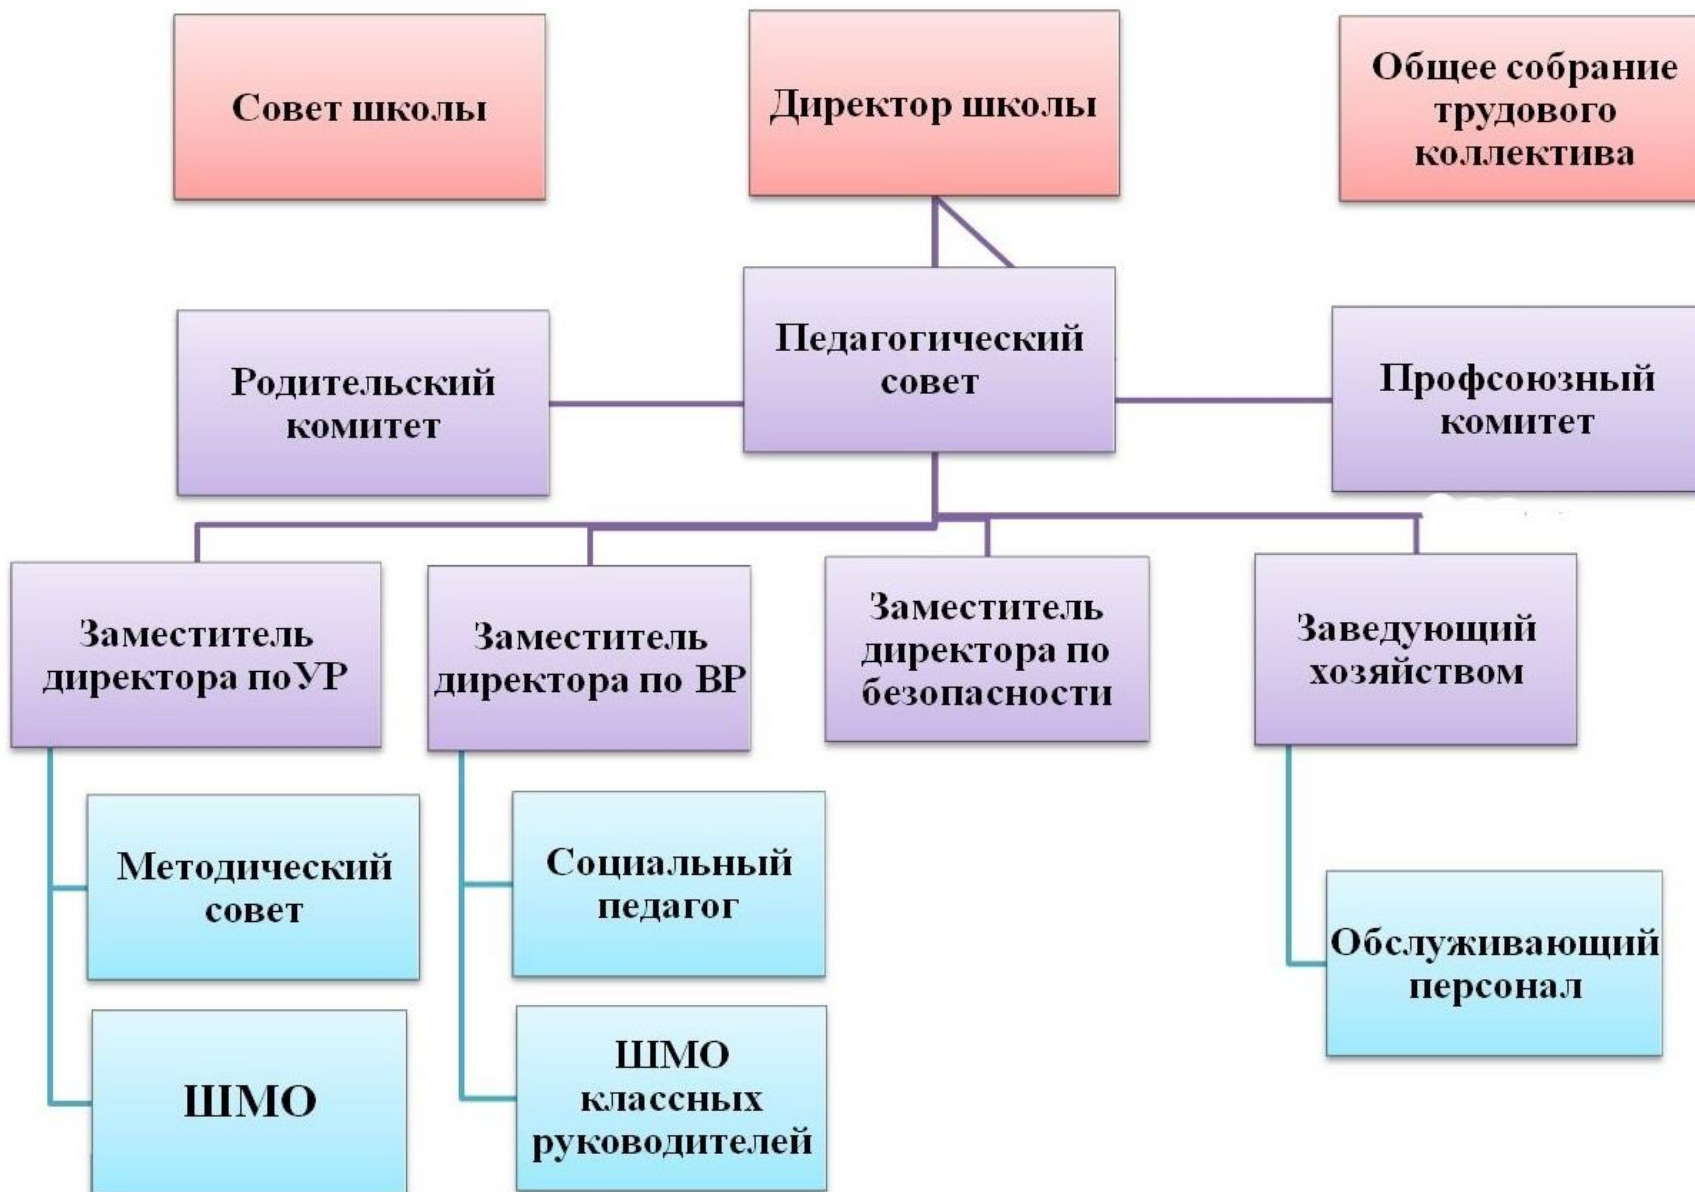 Совет школы
Директор школы
Общее собрание
трудового
коллектива
Родительский
комитет
Педагогический
совет
Профсоюзный
комитет
Заместитель
директора поУР
Заместитель
директора по ВР
Заместитель
директора по
безопасности
Заведующий
хозяйством
Методический
совет
Социальный
педагог
Обслуживающий
персонал
ШМО
ШМО
классных
руководителей